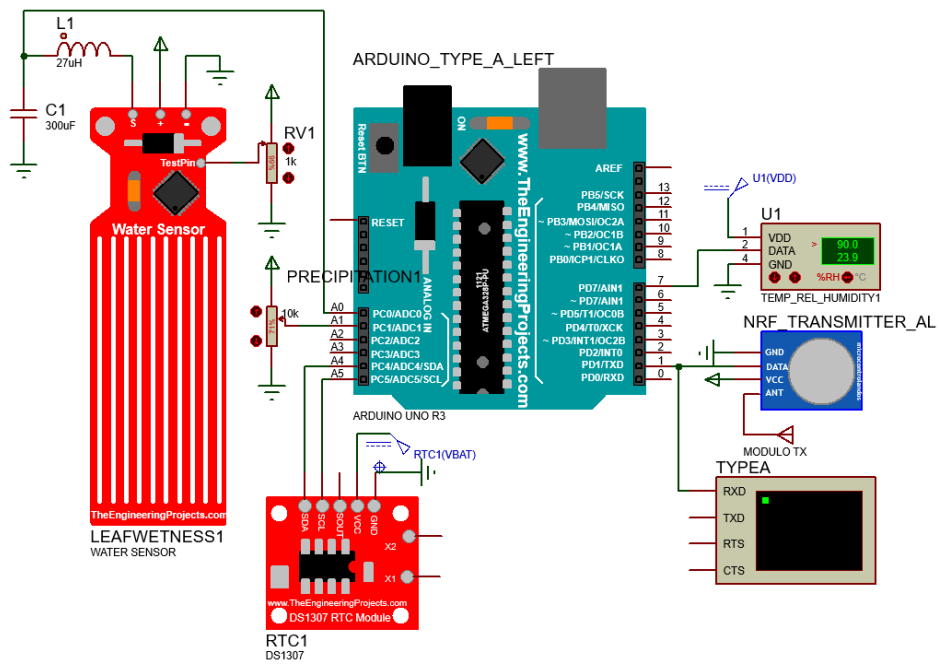 L1
27uH
C1
300uF
S
+
-
TestPin
Water Sensor
TheEngineeringProjects.com
LEAFWETNESS1
WATER SENSOR
RV1
1k
%66
PRECIPITATION1
10k
71%
ARDUINO_TYPE_A_LEFT
Reset BTN
ON
www.TheEngineeringProjects.com
RESET
ANALOG IN
1121
ATMEGA328P-PU
AREF
PB5/SCK
13
PB4/MISO
12
~ PB3/MOSI/OC2A
11
~ PB2/OC1B
10
~ PB1/OC1A
9
PB0/ICP1/CLKO
8
PD7/AIN1
7
~ PD7/AIN1
6
~ PD5/T1/OC0B
5
PD4/T0/XCK
4
~ PD3/INT1/OC2B
3
PD2/INT0
2
PD1/TXD
1
PD0/RXD
0
A0
PC0/ADC0
A1
PC1/ADC1
A2
PC2/ADC2
A3
PC3/ADC3
A4
PC4/ADC4/SDA
A5
PC5/ADC5/SCL
ARDUINO UNO R3
U1(VDD)
U1
1
VDD
2
DATA
4
GND
>
90.0
23.9
%RH
°C
TEMP_REL_HUMIDITY1
NRF_TRANSMITTER_AL
GND
DATA
VCC
ANT
microcontrolandos
MODULO TX
TYPEA
RXD
TXD
RTS
CTS
RTC1(VBAT)
SDA
SCL
SOUT
VCC
GND
X2
X1
www.TheEngineeringProjects.com
DS1307 RTC Module
RTC1
DS1307